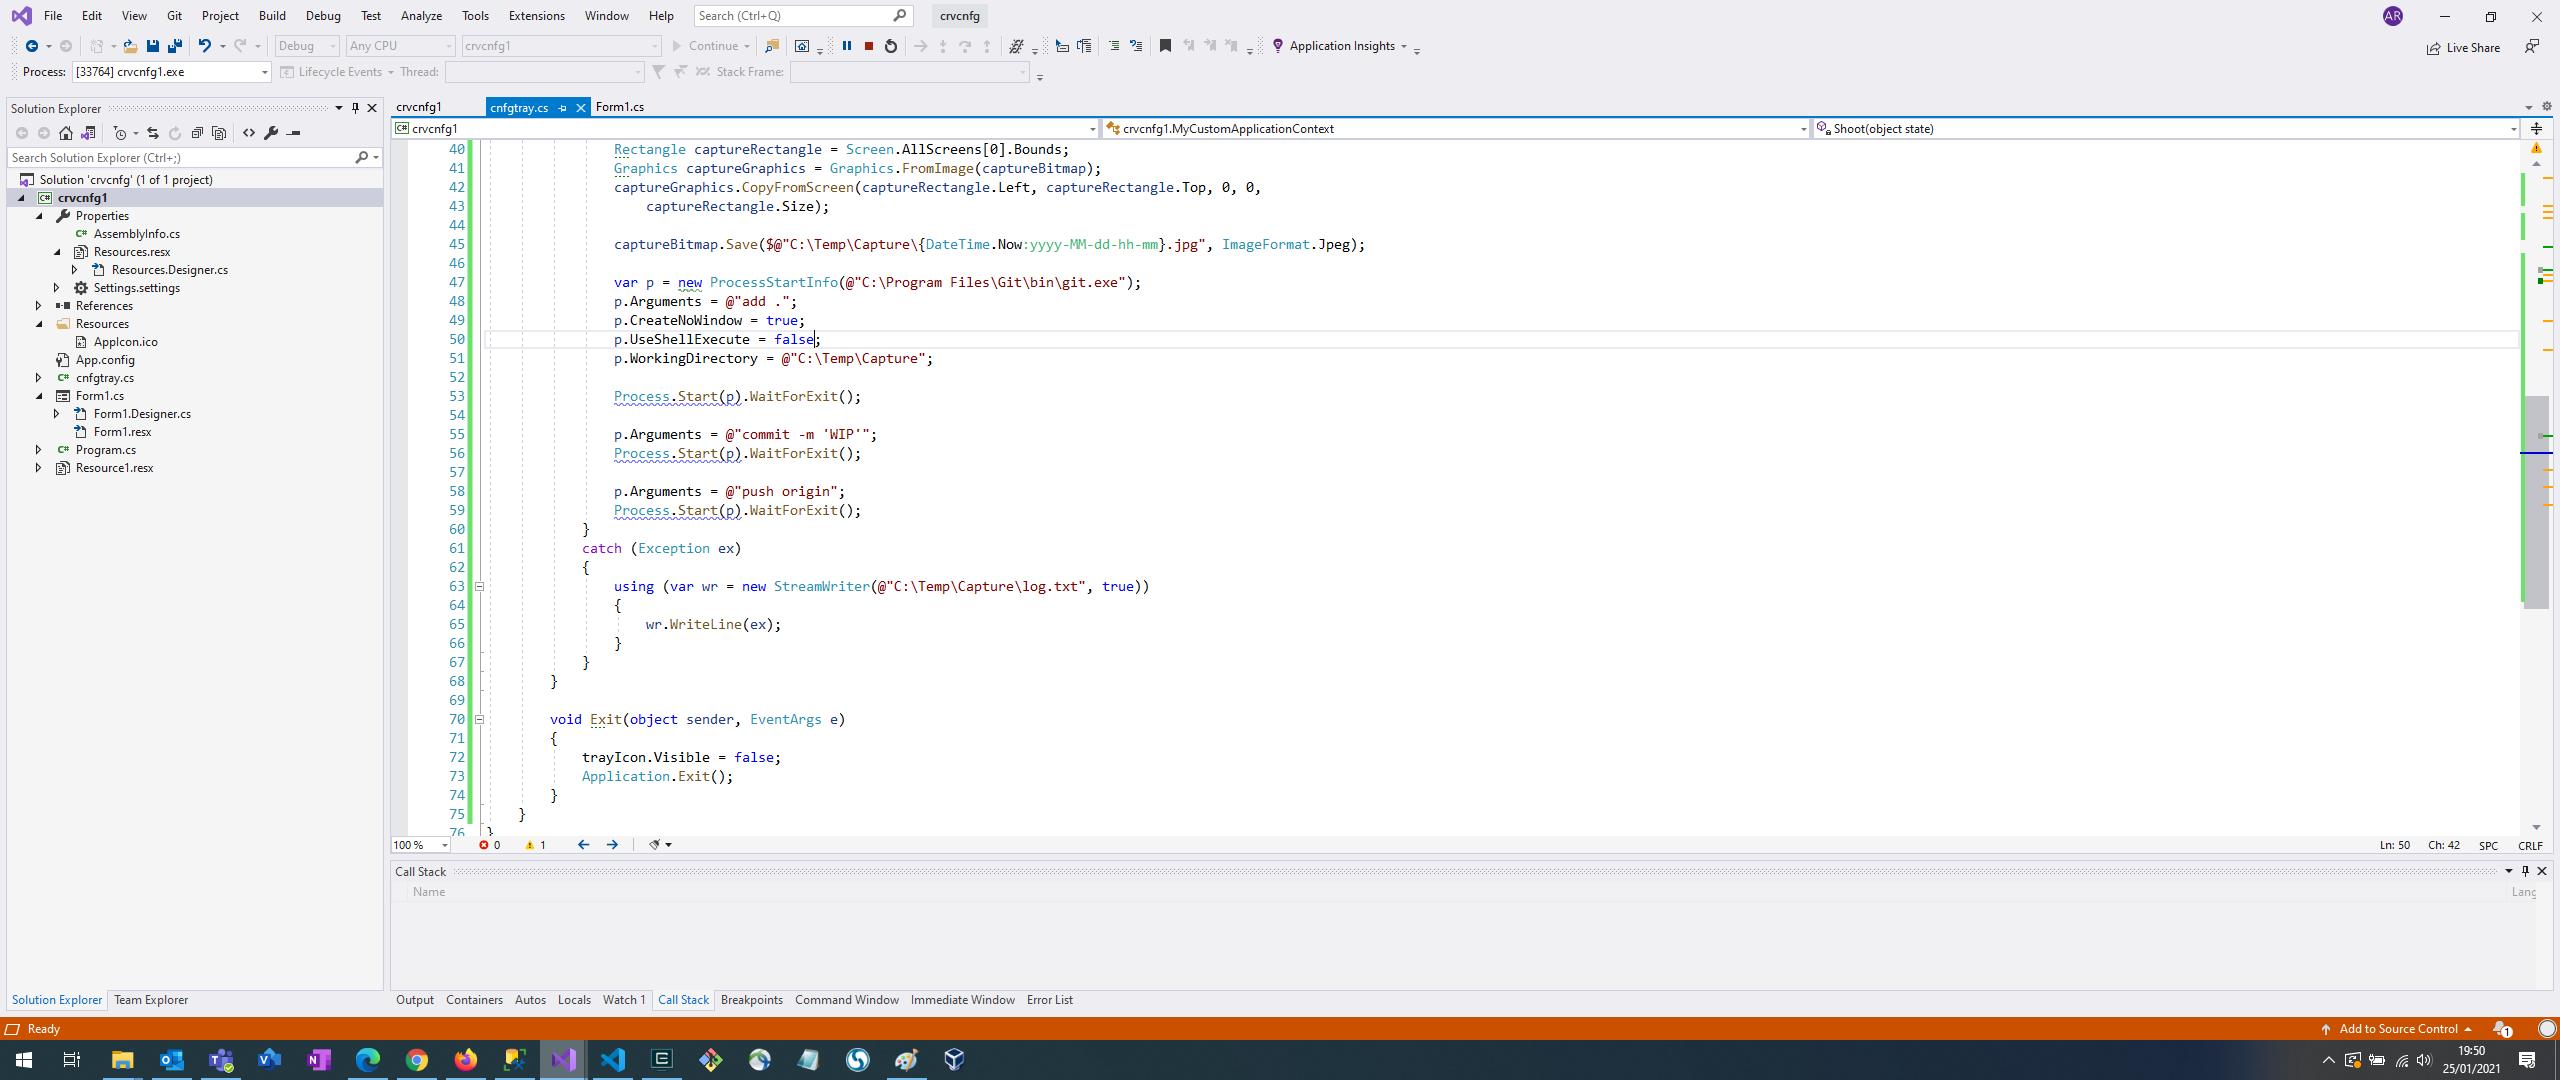 File Edit View Git Project Build Debug Test Analyze Tools Extensions Window Help Search (Ctrl+Q) crvcnfg AR
Debug Any CPU crvcnfg1 Continue Application Insights Live Share
Process: [33764] crvcnfg1.exe Lifecycle Events Thread: Stack Frame:
Solution Explorer
Search Solution Explorer (Ctrl+;)
Solution 'crvcnfg' (1 of 1 project)
crvcnfg1
Properties
AssemblyInfo.cs
Resources.resx
Resources.Designer.cs
Settings.settings
References
Resources
AppIcon.ico
App.config
cnfgtray.cs
Form1.cs
Form1.Designer.cs
Form1.resx
Program.cs
Resource1.resx
Solution Explorer Team Explorer
crvcnfg1 cnfgtray.cs Form1.cs
C# crvcnfg1 crvcnfg1.MyCustomApplicationContext Shoot(object state)
40 Rectangle captureRectangle = Screen.AllScreens[0].Bounds;
41 Graphics captureGraphics = Graphics.FromImage(captureBitmap);
42 captureGraphics.CopyFromScreen(captureRectangle.Left, captureRectangle.Top, 0, 0,
43 captureRectangle.Size);
44
45 captureBitmap.Save($@"C:\Temp\Capture\{DateTime.Now:yyyy-MM-dd-hh-mm}.jpg", ImageFormat.Jpeg);
46
47 var p = new ProcessStartInfo(@"C:\Program Files\Git\bin\git.exe");
48 p.Arguments = @"add .";
49 p.CreateNoWindow = true;
50 p.UseShellExecute = false;
51 p.WorkingDirectory = @"C:\Temp\Capture";
52
53 Process.Start(p).WaitForExit();
54
55 p.Arguments = @"commit -m 'WIP'";
56 Process.Start(p).WaitForExit();
57
58 p.Arguments = @"push origin";
59 Process.Start(p).WaitForExit();
60 }
61 catch (Exception ex)
62 {
63 using (var wr = new StreamWriter(@"C:\Temp\Capture\log.txt", true))
64 {
65 wr.WriteLine(ex);
66 }
67 }
68 }
69
70 void Exit(object sender, EventArgs e)
71 {
72 trayIcon.Visible = false;
73 Application.Exit();
74 }
75 }
76 }
100 % 0 1 Ln: 50 Ch: 42 SPC CRLF
Call Stack
Name Lang
Output Containers Autos Locals Watch 1 Call Stack Breakpoints Command Window Immediate Window Error List
Ready Add to Source Control 1
19:50
25/01/2021